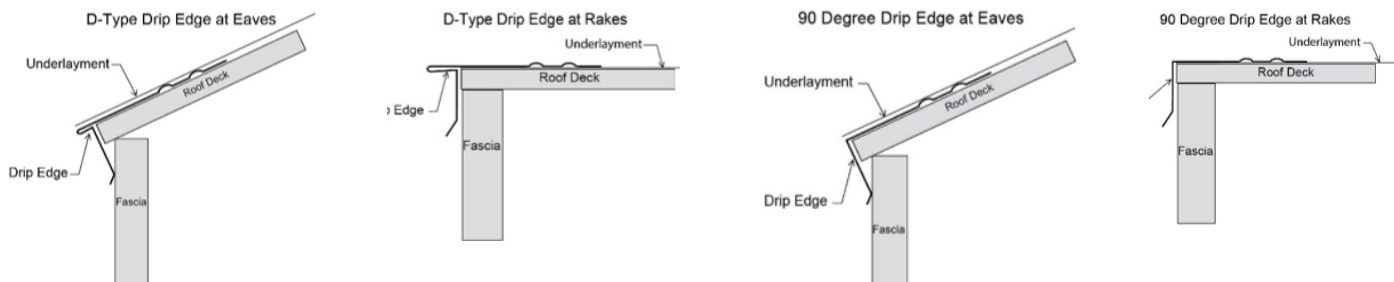 D-Type Drip Edge at Eaves
Underlayment
Roof Deck
Drip Edge
Fascia
D-Type Drip Edge at Rakes
Underlayment
Roof Deck
Edge
Fascia
90 Degree Drip Edge at Eaves
Underlayment
Roof Deck
Drip Edge
Fascia
90 Degree Drip Edge at Rakes
Underlayment
Roof Deck
Fascia